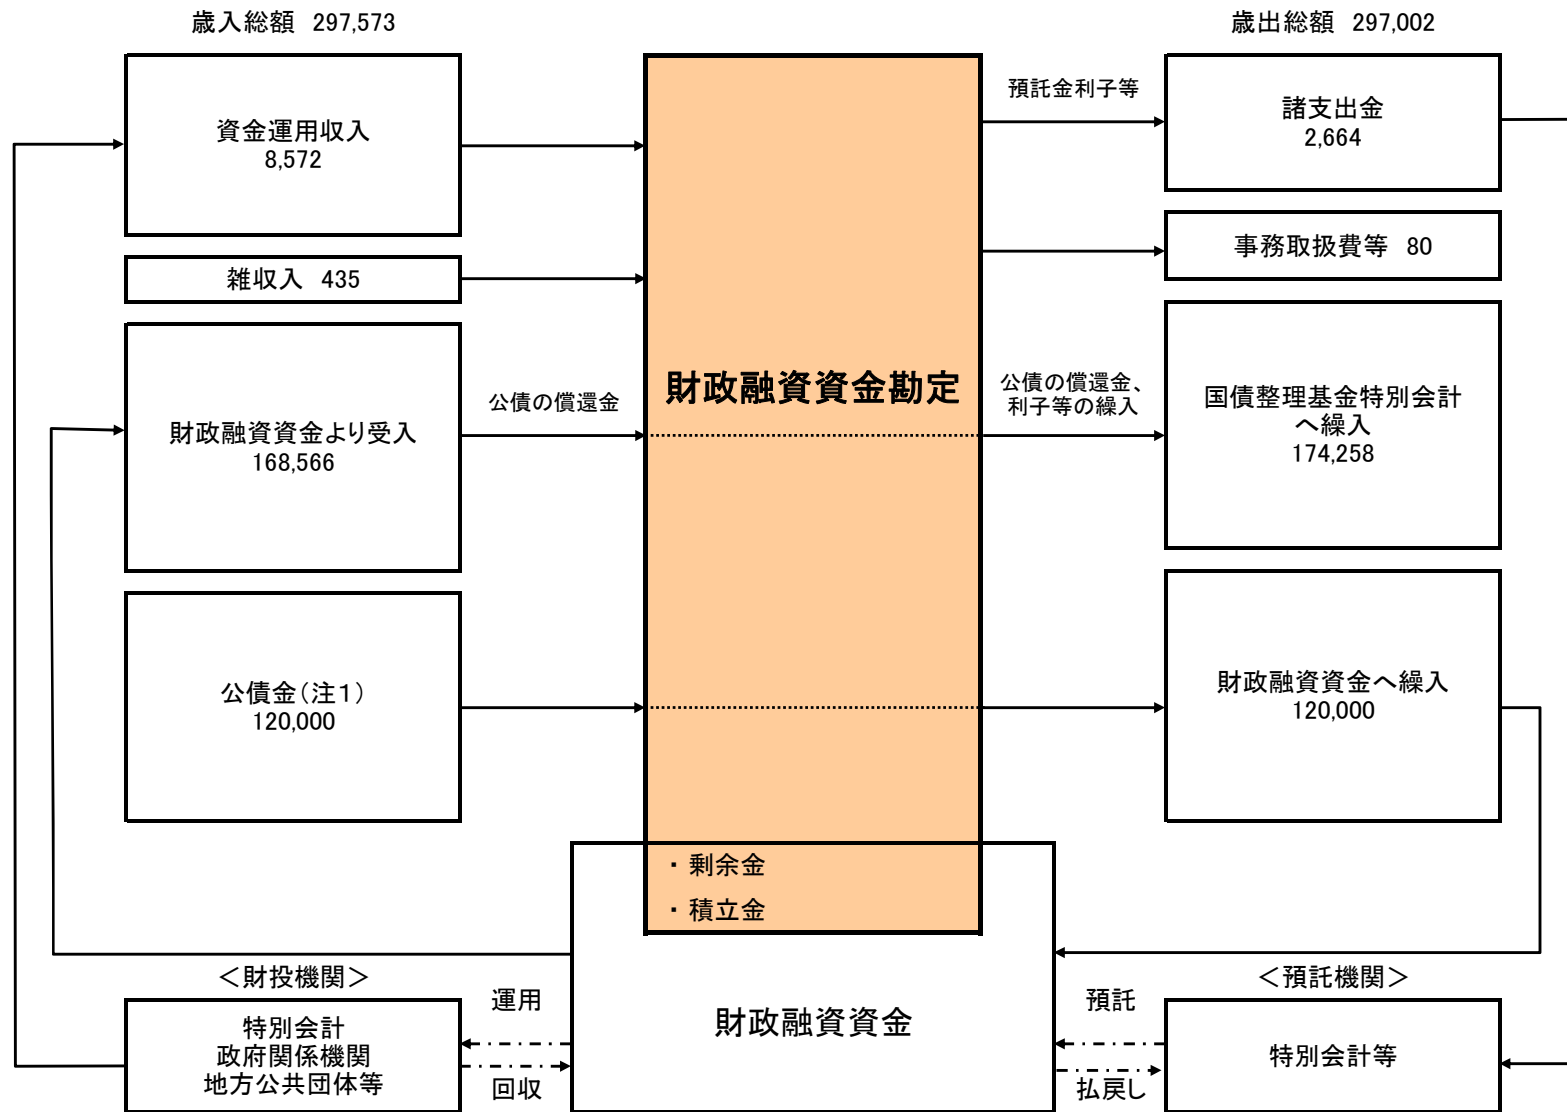 歳入総額 297,573
歳出総額 297,002
資金運用収入
8,572
雑収入 435
財政融資資金より受入
168,566
公債金(注1)
120,000
公債の償還金
財政融資資金勘定
・ 剰余金
・ 積立金
預託金利子等
公債の償還金、
利子等の繰入
諸支出金
2,664
事務取扱費等 80
国債整理基金特別会計
へ繰入
174,258
財政融資資金へ繰入
120,000
<財投機関>
特別会計
政府関係機関
地方公共団体等
運用
回収
財政融資資金
預託
払戻し
<預託機関>
特別会計等